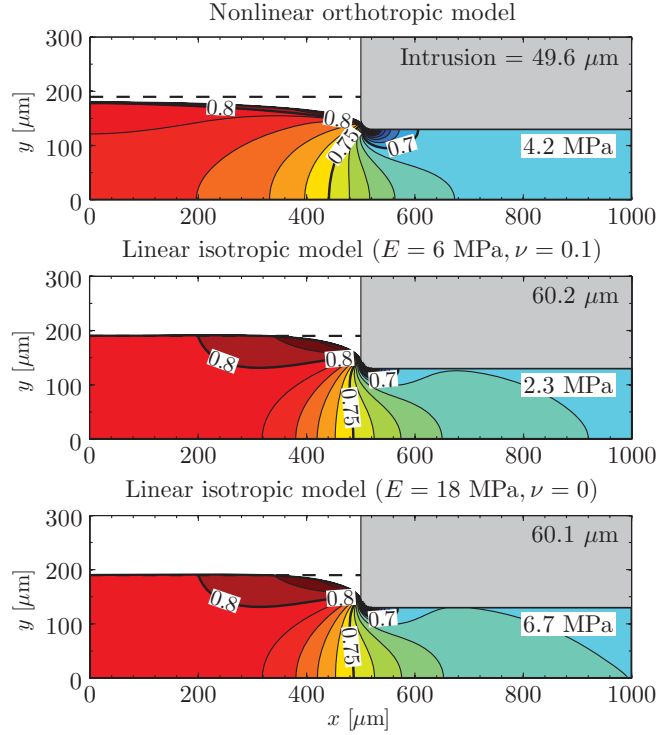 Nonlinear orthotropic model
300
200
100
0
y [μm]
Intrusion = 49.6 μm
4.2 MPa
0.8
0.8
0.75
0.7
0 200 400 600 800 1000
Linear isotropic model (E = 6 MPa, ν = 0.1)
300
200
100
0
y [μm]
60.2 μm
2.3 MPa
0.8
0.8
0.75
0.7
0 200 400 600 800 1000
Linear isotropic model (E = 18 MPa, ν = 0)
300
200
100
0
y [μm]
60.1 μm
6.7 MPa
0.8
0.8
0.75
0.7
0 200 400 600 800 1000
x [μm]